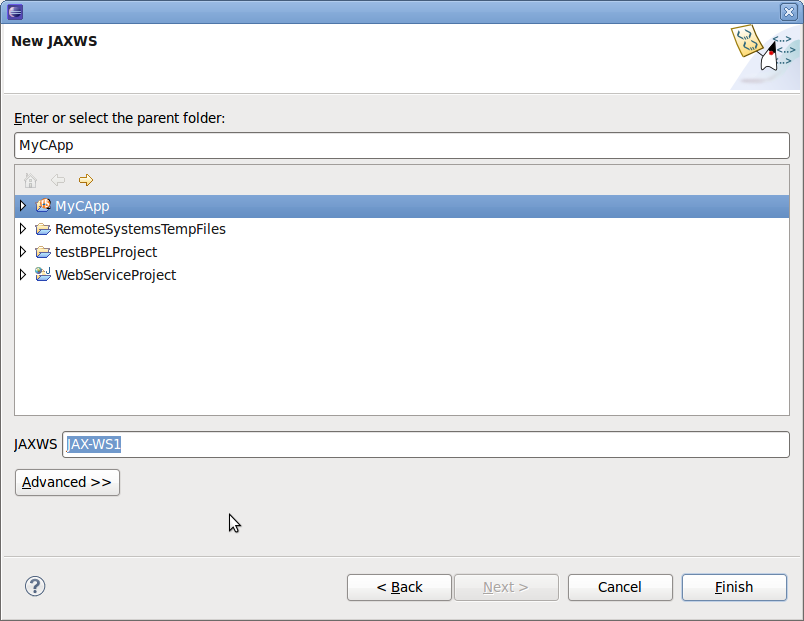 New JAXWS
Enter or select the parent folder:
MyCApp
MyCApp
RemoteSystemsTempFiles
testBPELProject
WebServiceProject
JAXWS JAX-WS1
Advanced >>
< Back Next > Cancel Finish